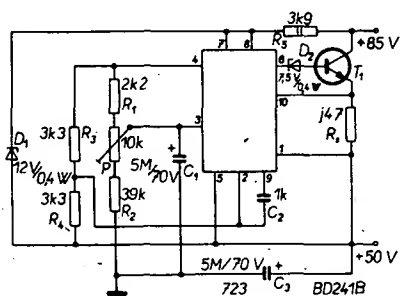 3k9
R5
+85 V
7 8
D2
6
7,5 V/0,4 W
T1
4
10
2k2
R1
3k3
R3
10k
P
3
j47
Rs
D1
12V/0,4 W
5M/70V
C1
1
3k3
R4
39k
R2
5 2 9
1k
C2
+50 V
5M/70 V
C3
723
BD241B